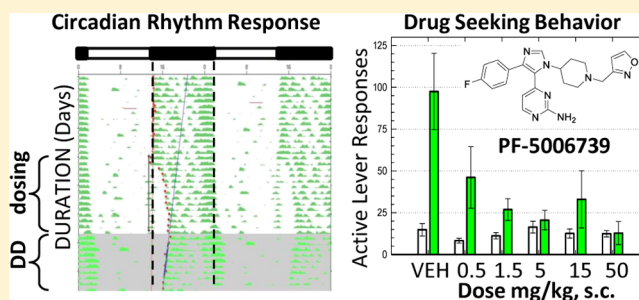 Circadian Rhythm Response
DURATION (Days)
dosing
DD
Drug Seeking Behavior
Active Lever Responses
125
100
75
50
25
0
F
N
N
N
N
O
N
N
NH₂
PF-5006739
VEH 0.5 1.5 5 15 50
Dose mg/kg, s.c.